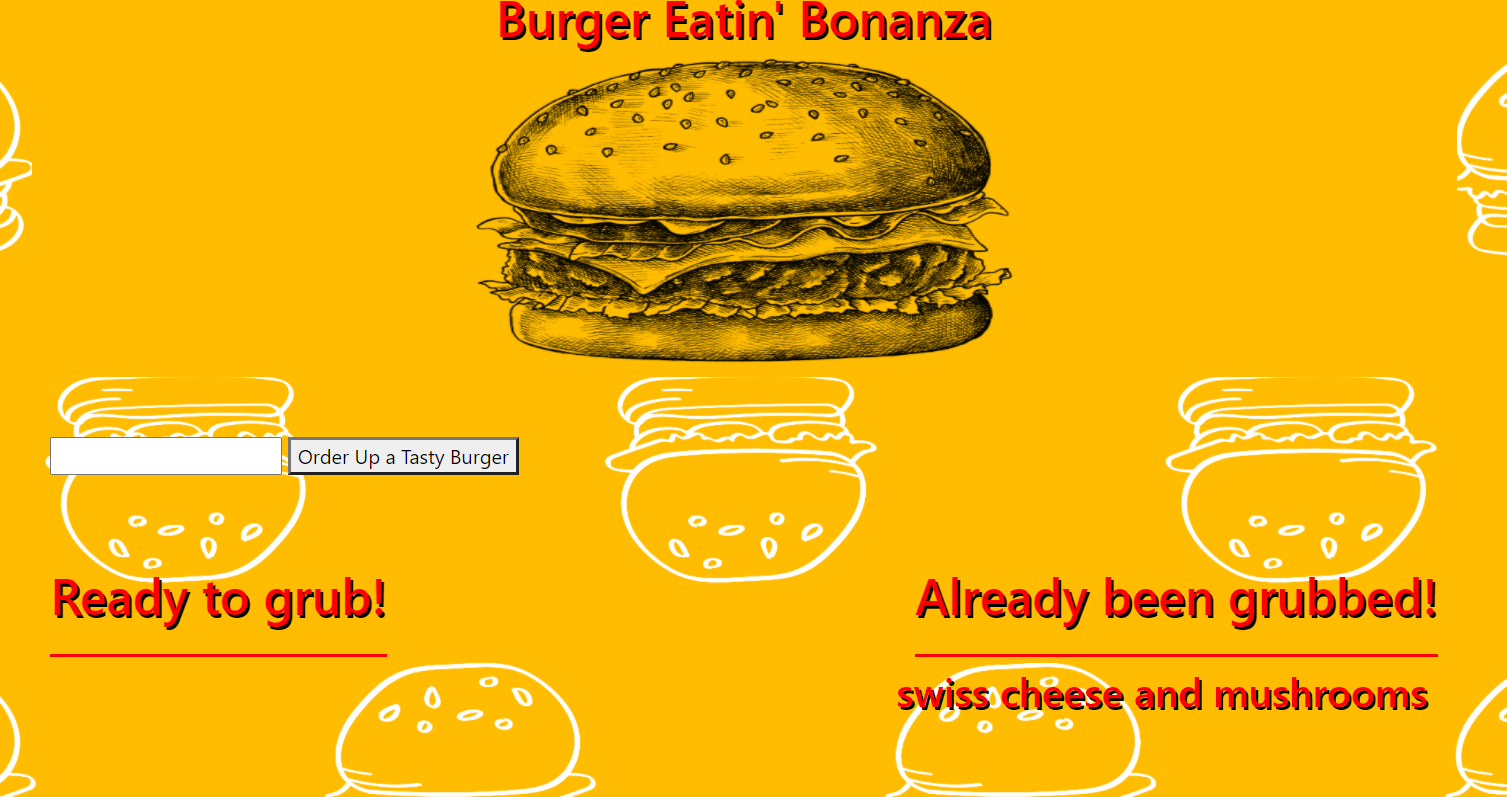 Burger Eatin' Bonanza
Order Up a Tasty Burger
Ready to grub!
Already been grubbed!
swiss cheese and mushrooms